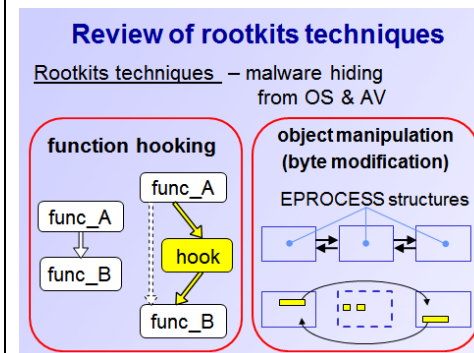 Review of rootkits techniques
Rootkits techniques – malware hiding
from OS & AV
function hooking
func_A
func_B
func_A
hook
func_B
object manipulation
(byte modification)
EPROCESS structures